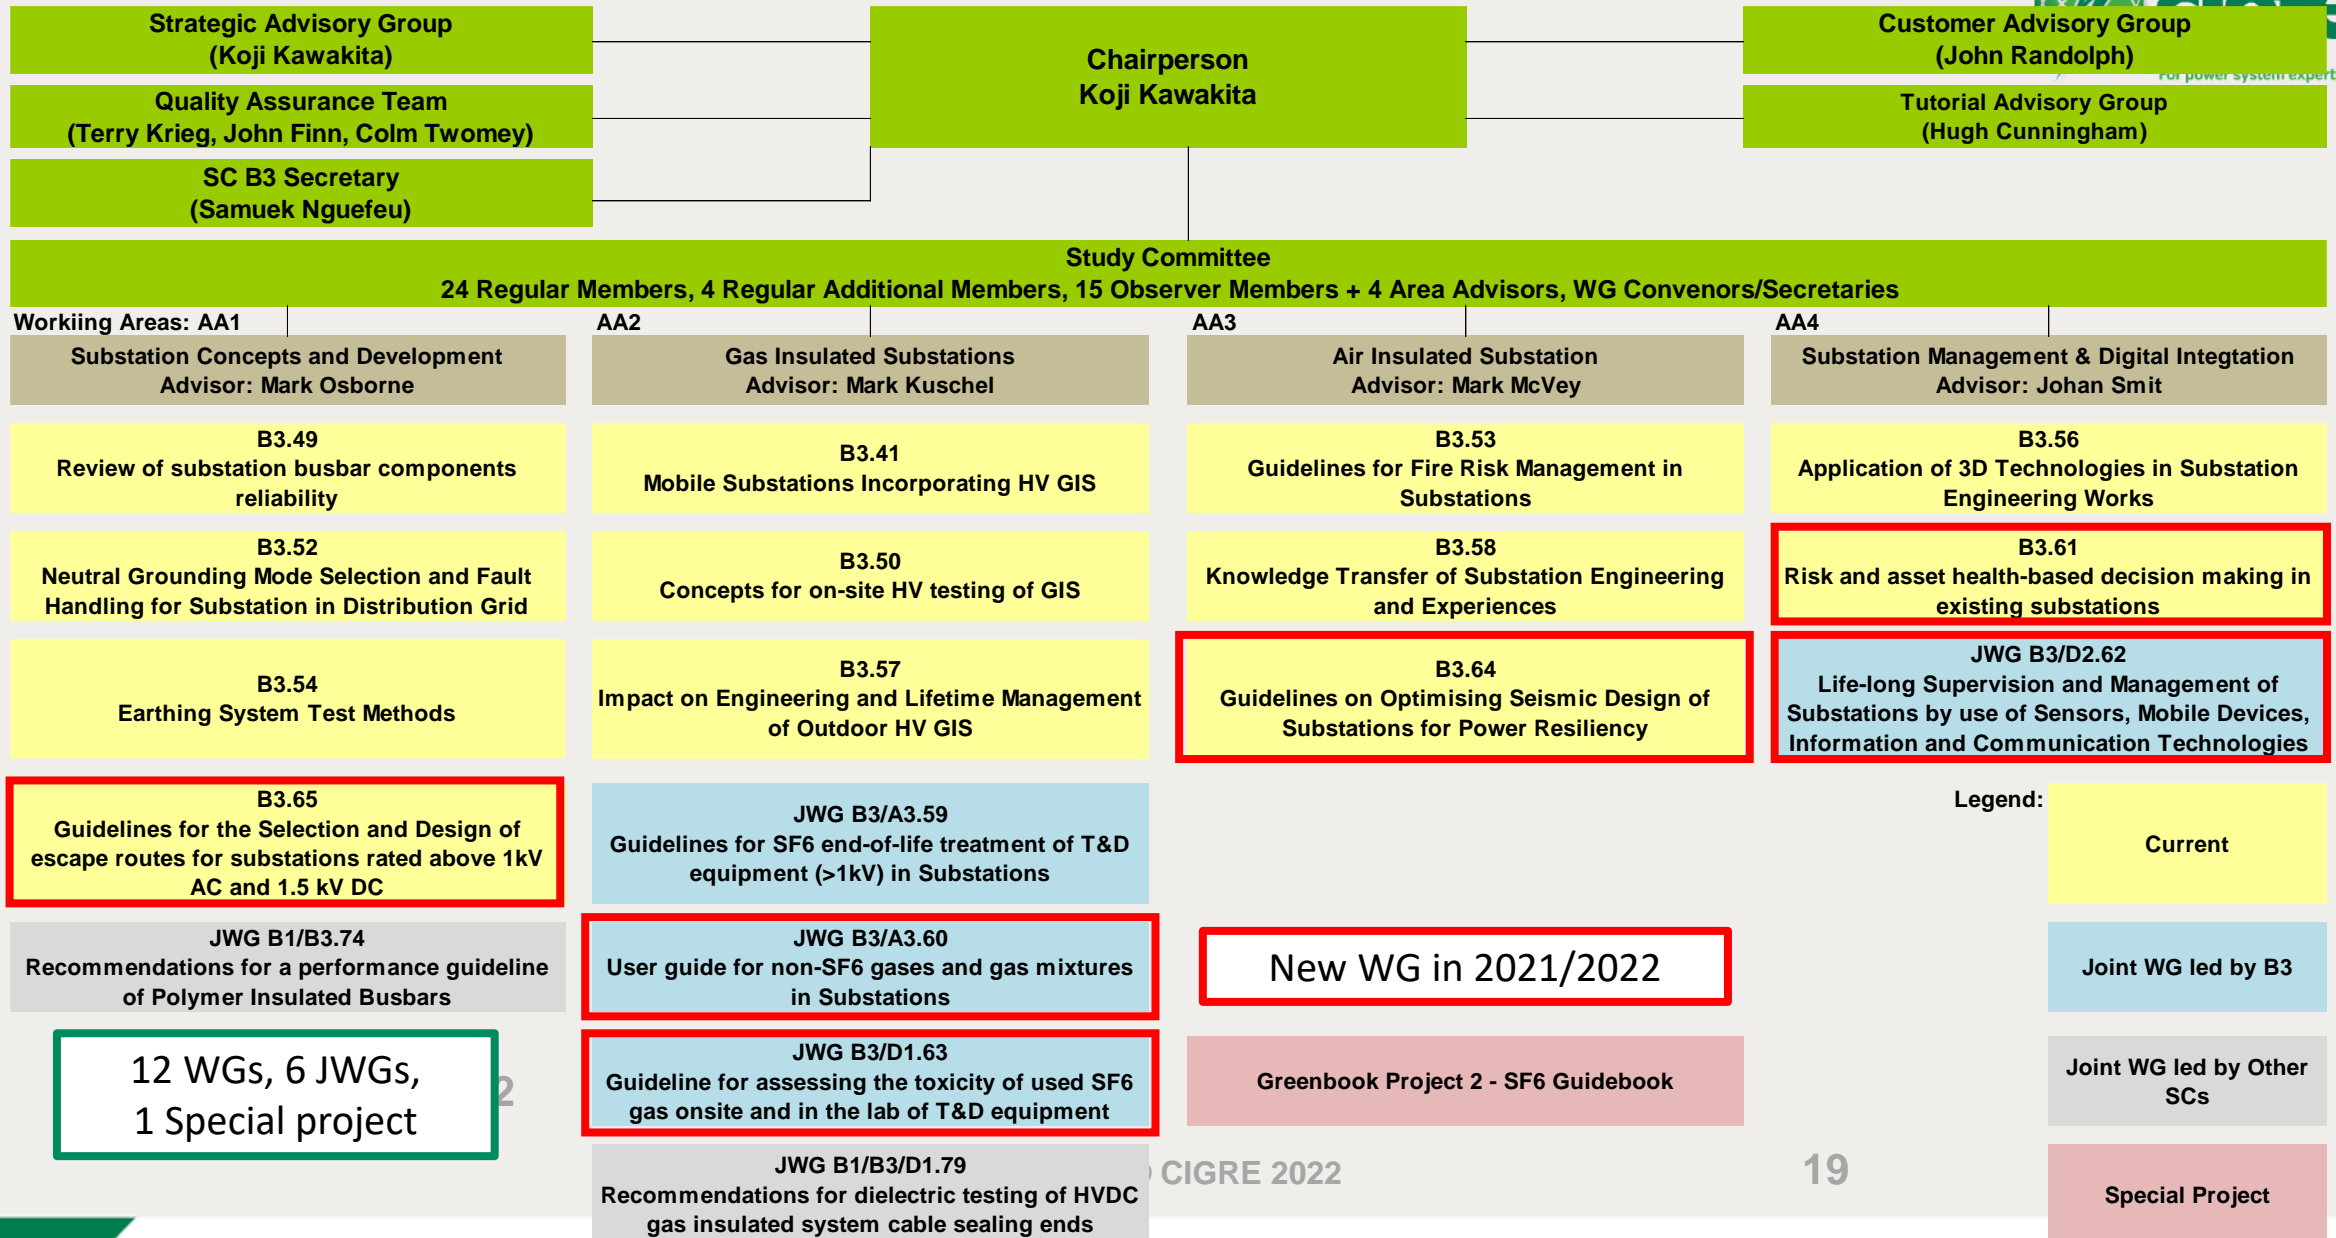 Strategic Advisory Group
(Koji Kawakita)
Quality Assurance Team
(Terry Krieg, John Finn, Colm Twomey)
SC B3 Secretary
(Samuek Nguefeu)
Chairperson
Koji Kawakita
Customer Advisory Group
(John Randolph)
For power system expert
Tutorial Advisory Group
(Hugh Cunningham)
Study Committee
24 Regular Members, 4 Regular Additional Members, 15 Observer Members + 4 Area Advisors, WG Convenors/Secretaries
Workiing Areas: AA1
Substation Concepts and Development
Advisor: Mark Osborne
B3.49
Review of substation busbar components
reliability
B3.52
Neutral Grounding Mode Selection and Fault
Handling for Substation in Distribution Grid
B3.54
Earthing System Test Methods
B3.65
Guidelines for the Selection and Design of
escape routes for substations rated above 1kV
AC and 1.5 kV DC
JWG B1/B3.74
Recommendations for a performance guideline
of Polymer Insulated Busbars
12 WGs, 6 JWGs,
1 Special project
2
AA2
Gas Insulated Substations
Advisor: Mark Kuschel
B3.41
Mobile Substations Incorporating HV GIS
B3.50
Concepts for on-site HV testing of GIS
B3.57
Impact on Engineering and Lifetime Management
of Outdoor HV GIS
JWG B3/A3.59
Guidelines for SF6 end-of-life treatment of T&D
equipment (>1kV) in Substations
JWG B3/A3.60
User guide for non-SF6 gases and gas mixtures
in Substations
JWG B3/D1.63
Guideline for assessing the toxicity of used SF6
gas onsite and in the lab of T&D equipment
JWG B1/B3/D1.79
Recommendations for dielectric testing of HVDC
gas insulated system cable sealing ends
AA3
Air Insulated Substation
Advisor: Mark McVey
B3.53
Guidelines for Fire Risk Management in
Substations
B3.58
Knowledge Transfer of Substation Engineering
and Experiences
B3.64
Guidelines on Optimising Seismic Design of
Substations for Power Resiliency
New WG in 2021/2022
Greenbook Project 2 - SF6 Guidebook
CIGRE 2022
AA4
Substation Management & Digital Integtation
Advisor: Johan Smit
B3.56
Application of 3D Technologies in Substation
Engineering Works
B3.61
Risk and asset health-based decision making in
existing substations
JWG B3/D2.62
Life-long Supervision and Management of
Substations by use of Sensors, Mobile Devices,
Information and Communication Technologies
Legend:
Current
Joint WG led by B3
Joint WG led by Other
SCs
Special Project
19